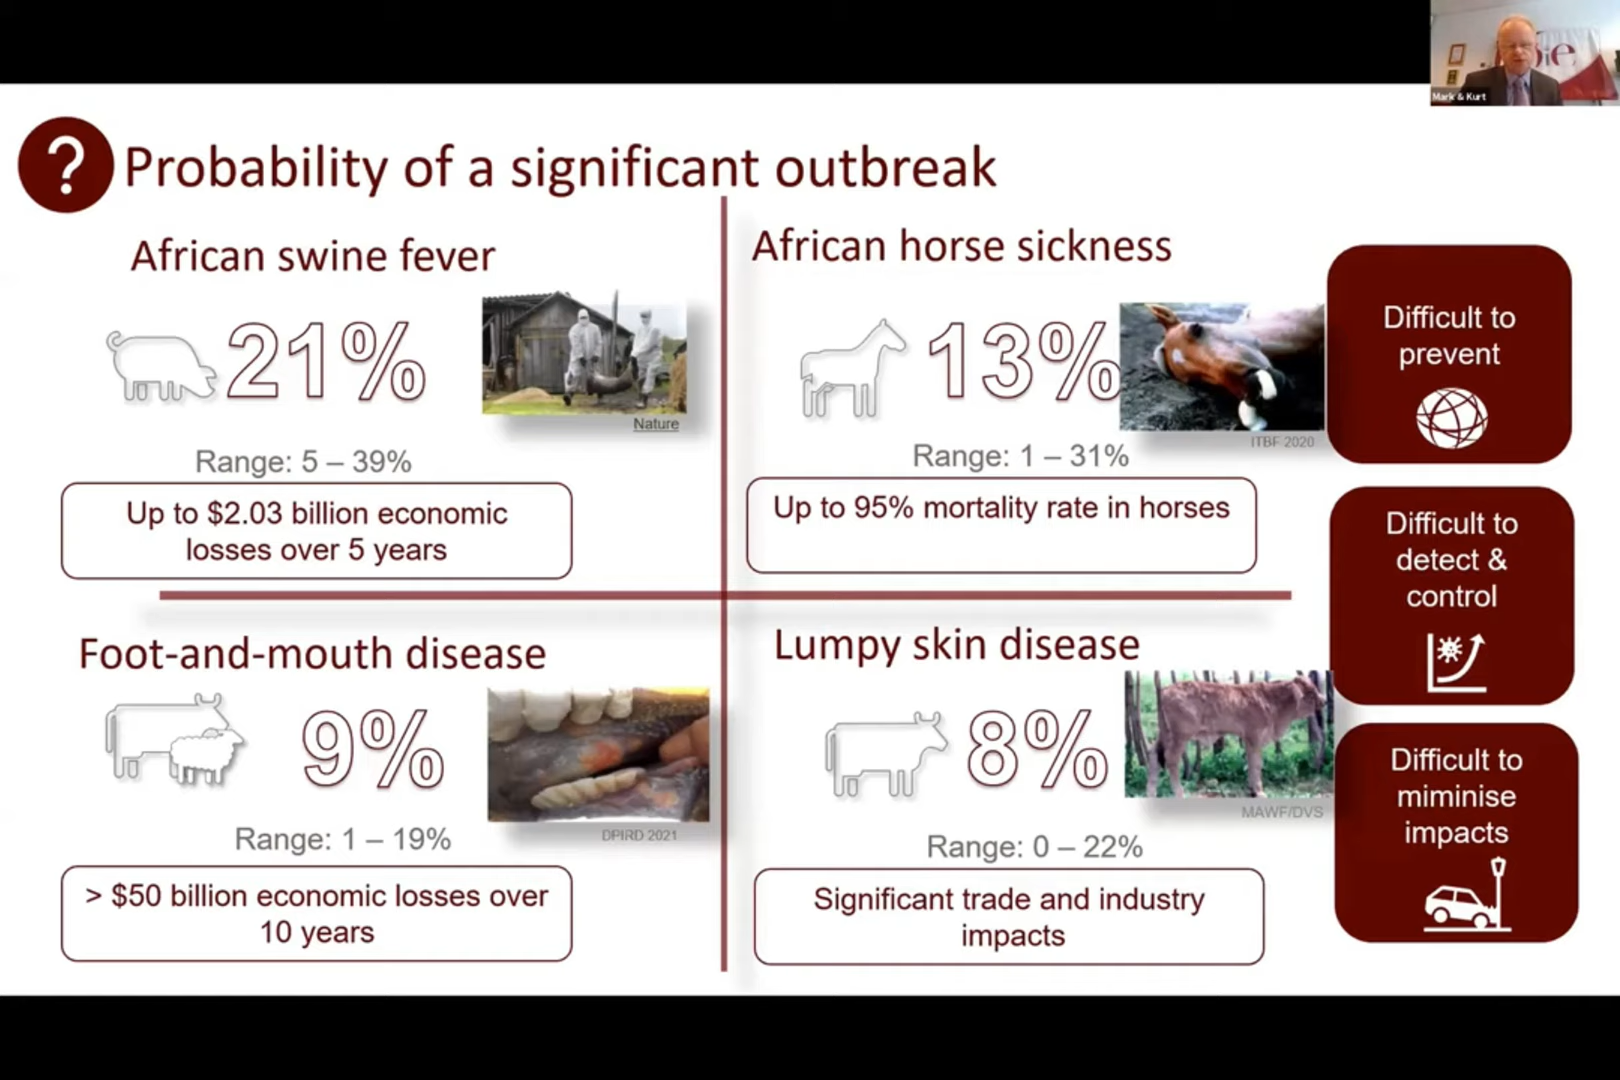 Mark & Kurt
?
Probability of a significant outbreak
African swine fever
21%
Nature
Range: 5 – 39%
Up to $2.03 billion economic
losses over 5 years
African horse sickness
13%
ITBF 2020
Range: 1 – 31%
Up to 95% mortality rate in horses
Foot-and-mouth disease
9%
DPIRD 2021
Range: 1 – 19%
> $50 billion economic losses over
10 years
Lumpy skin disease
8%
MAWF/DVS
Range: 0 – 22%
Significant trade and industry
impacts
Difficult to
prevent
Difficult to
detect &
control
Difficult to
miminise
impacts